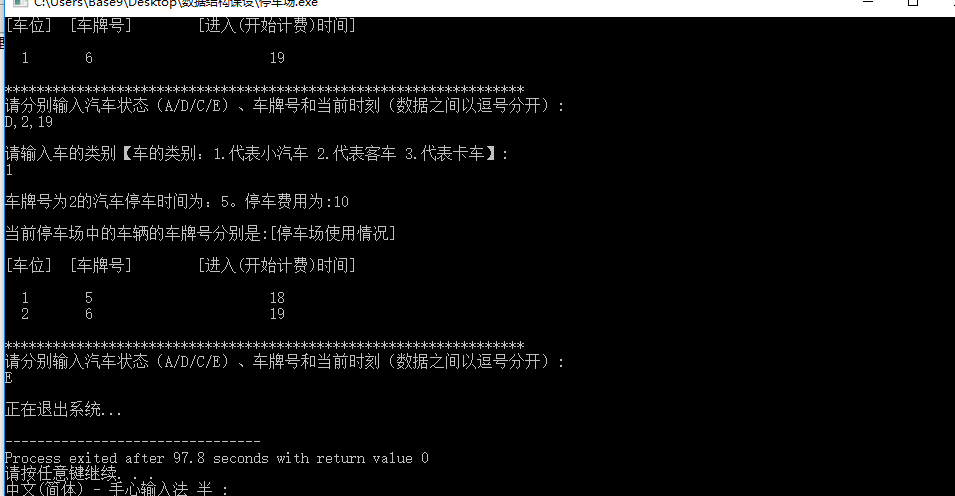 C:\Users\Base9\Desktop\数据结构课设\停车场.exe
[车位] [车牌号] [进入(开始计费)时间]
1 6 19
*****************************************************************
请分别输入汽车状态（A/D/C/E）、车牌号和当前时刻（数据之间以逗号分开）:
D,2,19
请输入车的类别【车的类别: 1.代表小汽车 2.代表客车 3.代表卡车】:
1
车牌号为2的汽车停车时间为: 5。停车费用为:10
当前停车场中的车辆的车牌号分别是:[停车场使用情况]
[车位] [车牌号] [进入(开始计费)时间]
1 5 18
2 6 19
*****************************************************************
请分别输入汽车状态（A/D/C/E）、车牌号和当前时刻（数据之间以逗号分开）:
E
正在退出系统...
--------------------------------
Process exited after 97.8 seconds with return value 0
请按任意键继续. . .
中文(简体) - 手心输入法 半 :